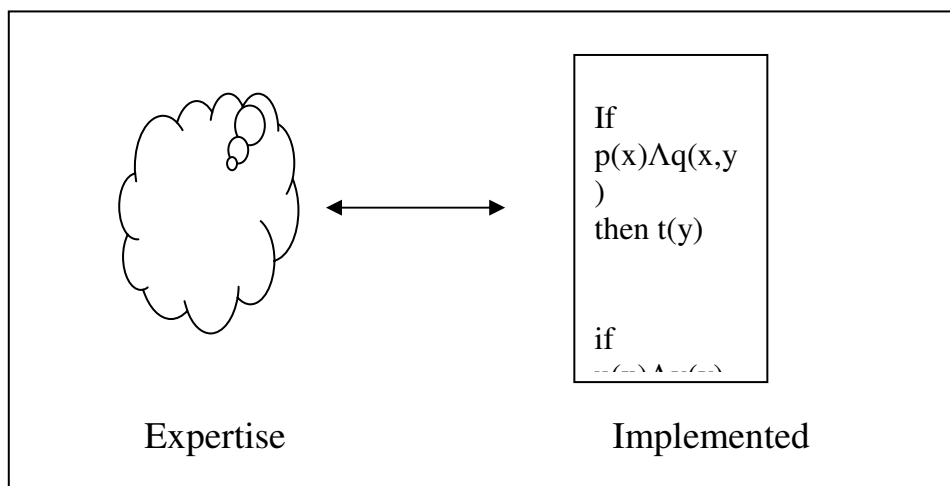 If
p(x)Λq(x,y
)
then t(y)
if
Expertise
Implemented